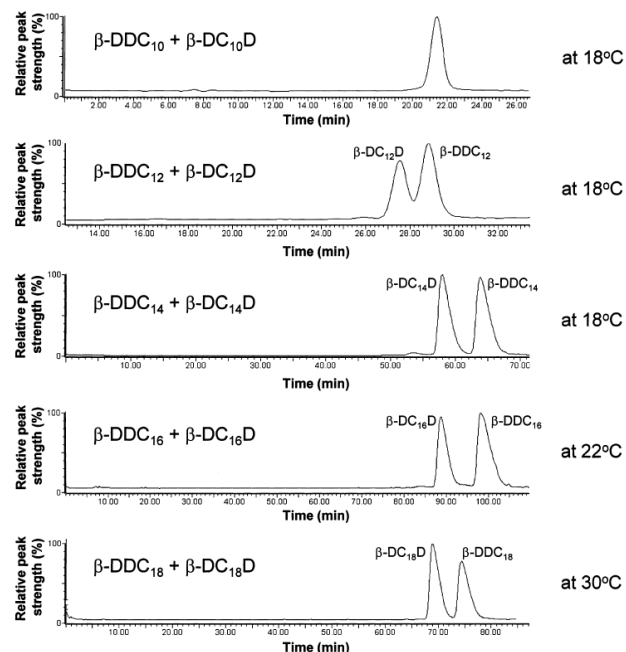 Relative peak strength (%)
100
0
β-DDC₁₀ + β-DC₁₀D
at 18°C
2.00 4.00 6.00 8.00 10.00 12.00 14.00 16.00 18.00 20.00 22.00 24.00 26.00
Time (min)
Relative peak strength (%)
100
0
β-DDC₁₂ + β-DC₁₂D
β-DC₁₂D
β-DDC₁₂
at 18°C
14.00 16.00 18.00 20.00 22.00 24.00 26.00 28.00 30.00 32.00
Time (min)
Relative peak strength (%)
100
0
β-DDC₁₄ + β-DC₁₄D
β-DC₁₄D
β-DDC₁₄
at 18°C
10.00 20.00 30.00 40.00 50.00 60.00 70.00
Time (min)
Relative peak strength (%)
100
0
β-DDC₁₆ + β-DC₁₆D
β-DC₁₆D
β-DDC₁₆
at 22°C
10.00 20.00 30.00 40.00 50.00 60.00 70.00 80.00 90.00 100.00
Time (min)
Relative peak strength (%)
100
0
β-DDC₁₈ + β-DC₁₈D
β-DC₁₈D
β-DDC₁₈
at 30°C
10.00 20.00 30.00 40.00 50.00 60.00 70.00 80.00
Time (min)